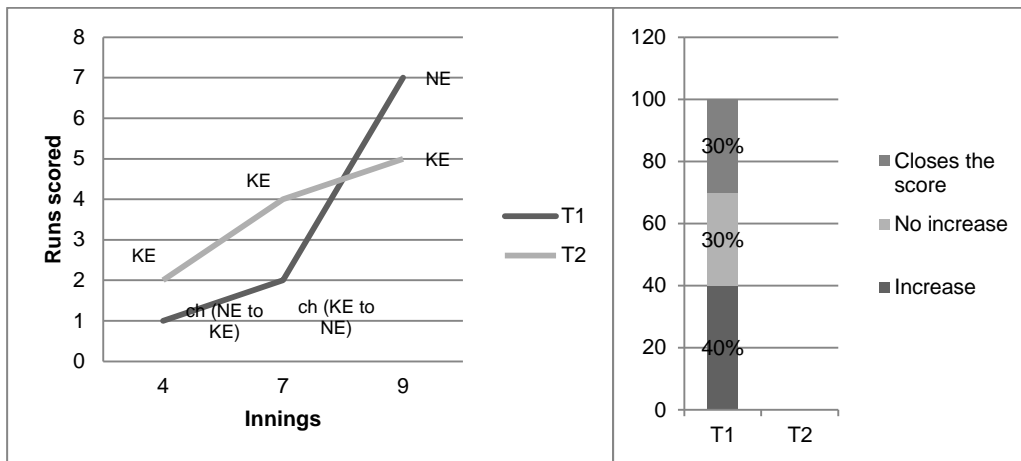 8
7
6
5
4
3
2
1
0
Runs scored
NE
KE
KE
KE
ch (NE to
KE)
ch (KE to
NE)
4 7 9
Innings
T1
T2
120
100
80
60
40
20
0
30%
30%
40%
T1 T2
Closes the
score
No increase
Increase